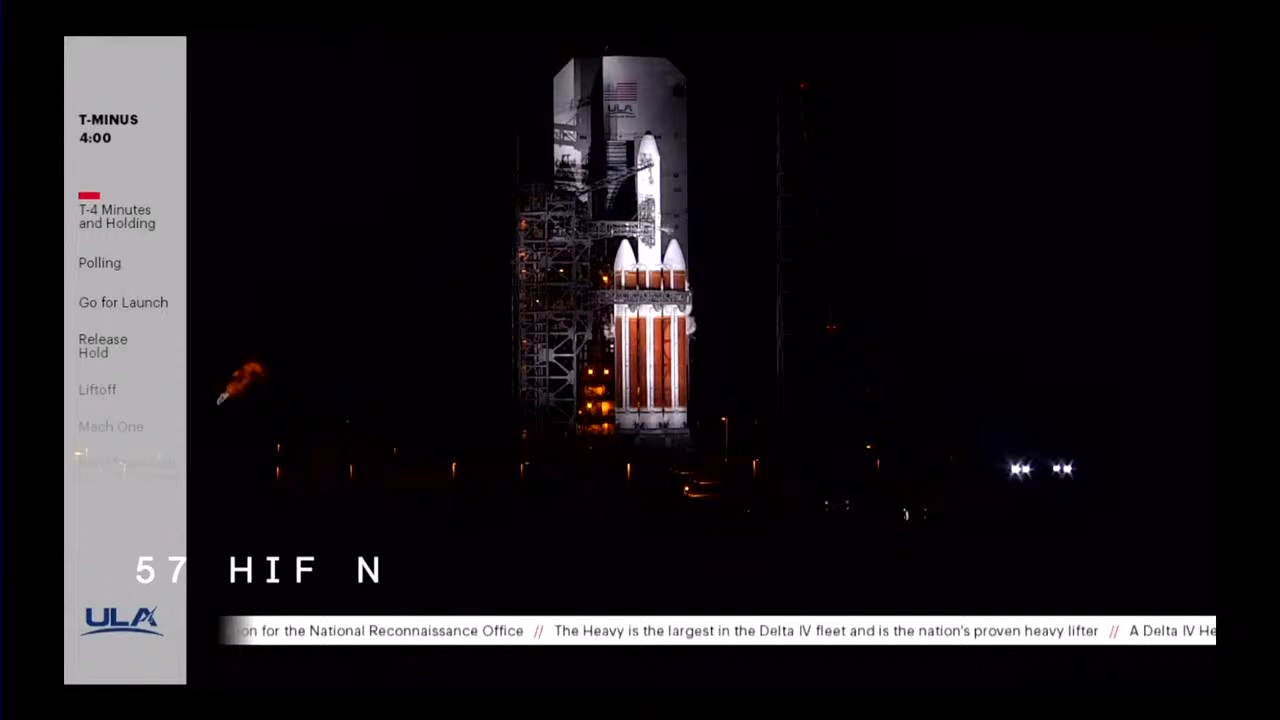 T-MINUS
4:00
T-4 Minutes
and Holding
Polling
Go for Launch
Release
Hold
Liftoff
Mach One
ULA
57 HIF N
ULA
on for the National Reconnaissance Office // The Heavy is the largest in the Delta IV fleet and is the nation's proven heavy lifter // A Delta IV He